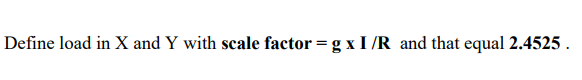 Define load in X and Y with scale factor = g x I /R and that equal 2.4525 .